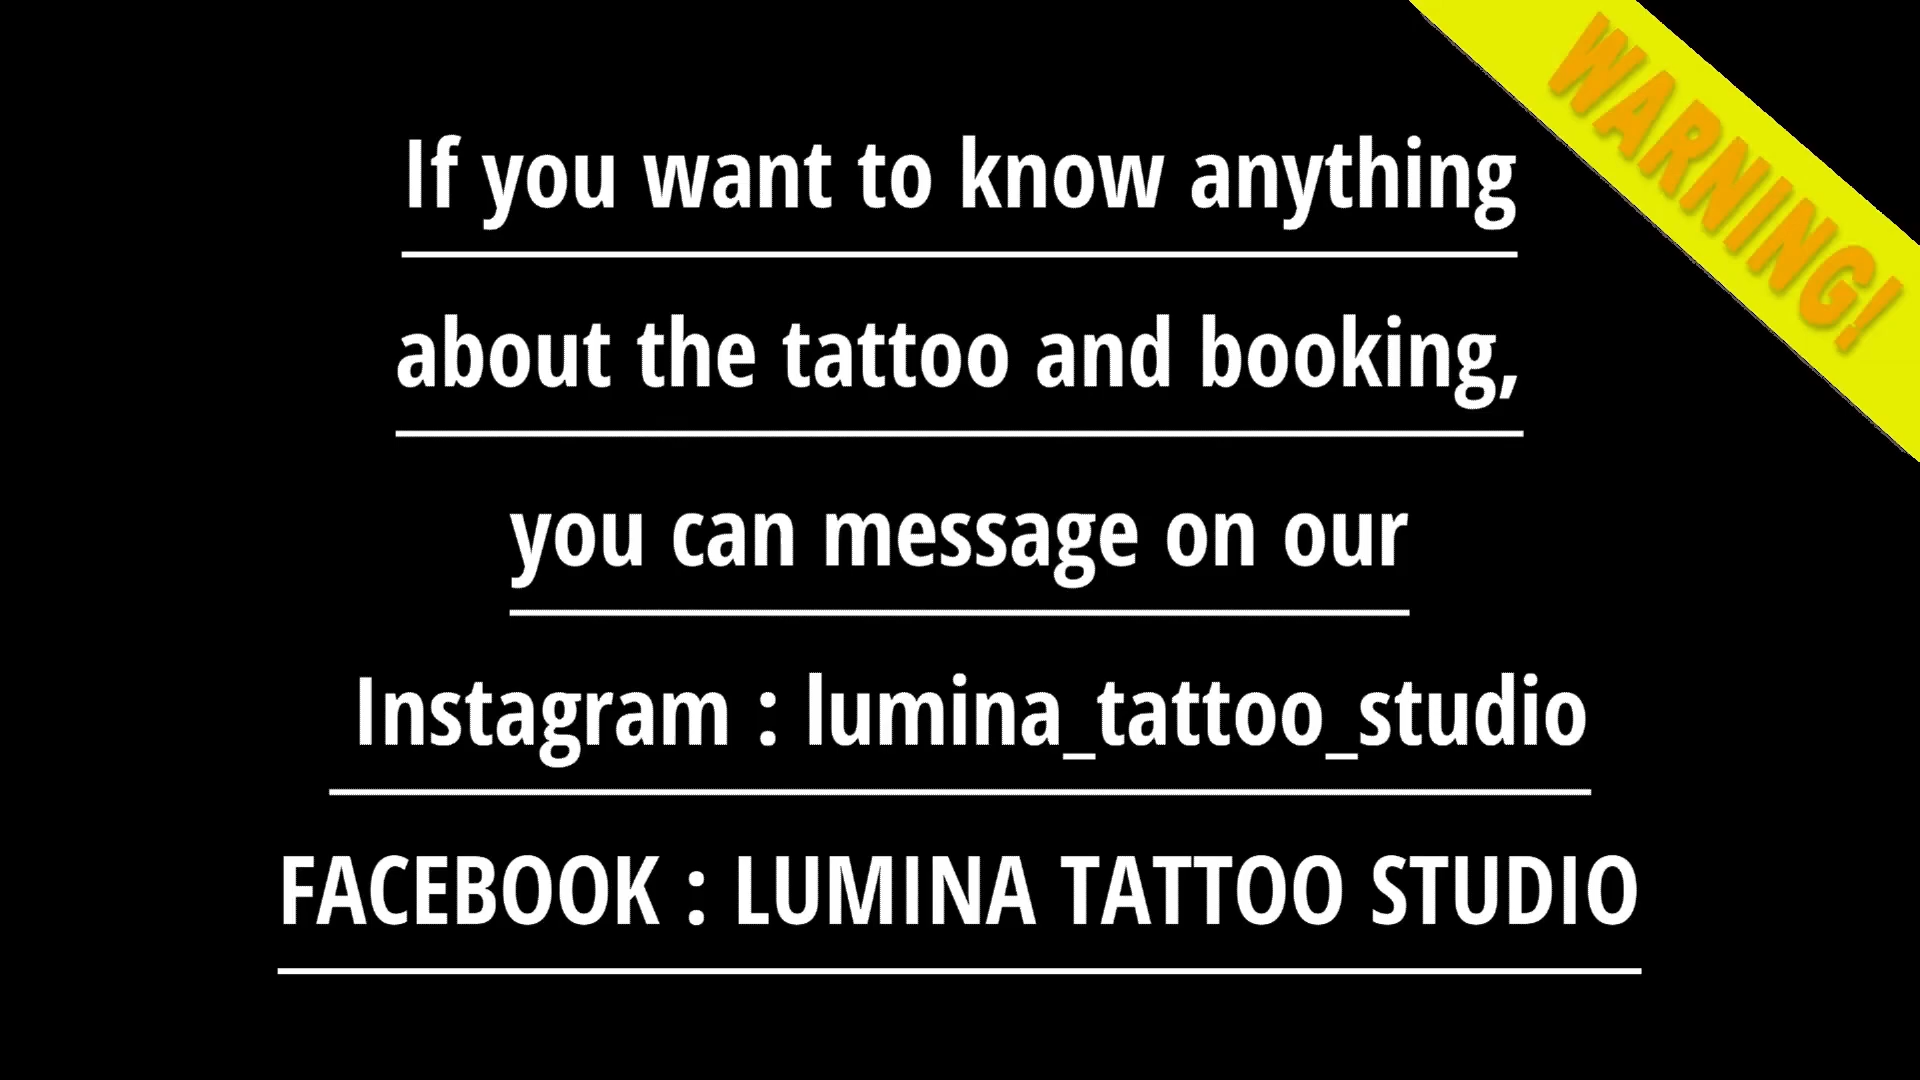 WARNING!
If you want to know anything
about the tattoo and booking,
you can message on our
Instagram : lumina_tattoo_studio
FACEBOOK : LUMINA TATTOO STUDIO